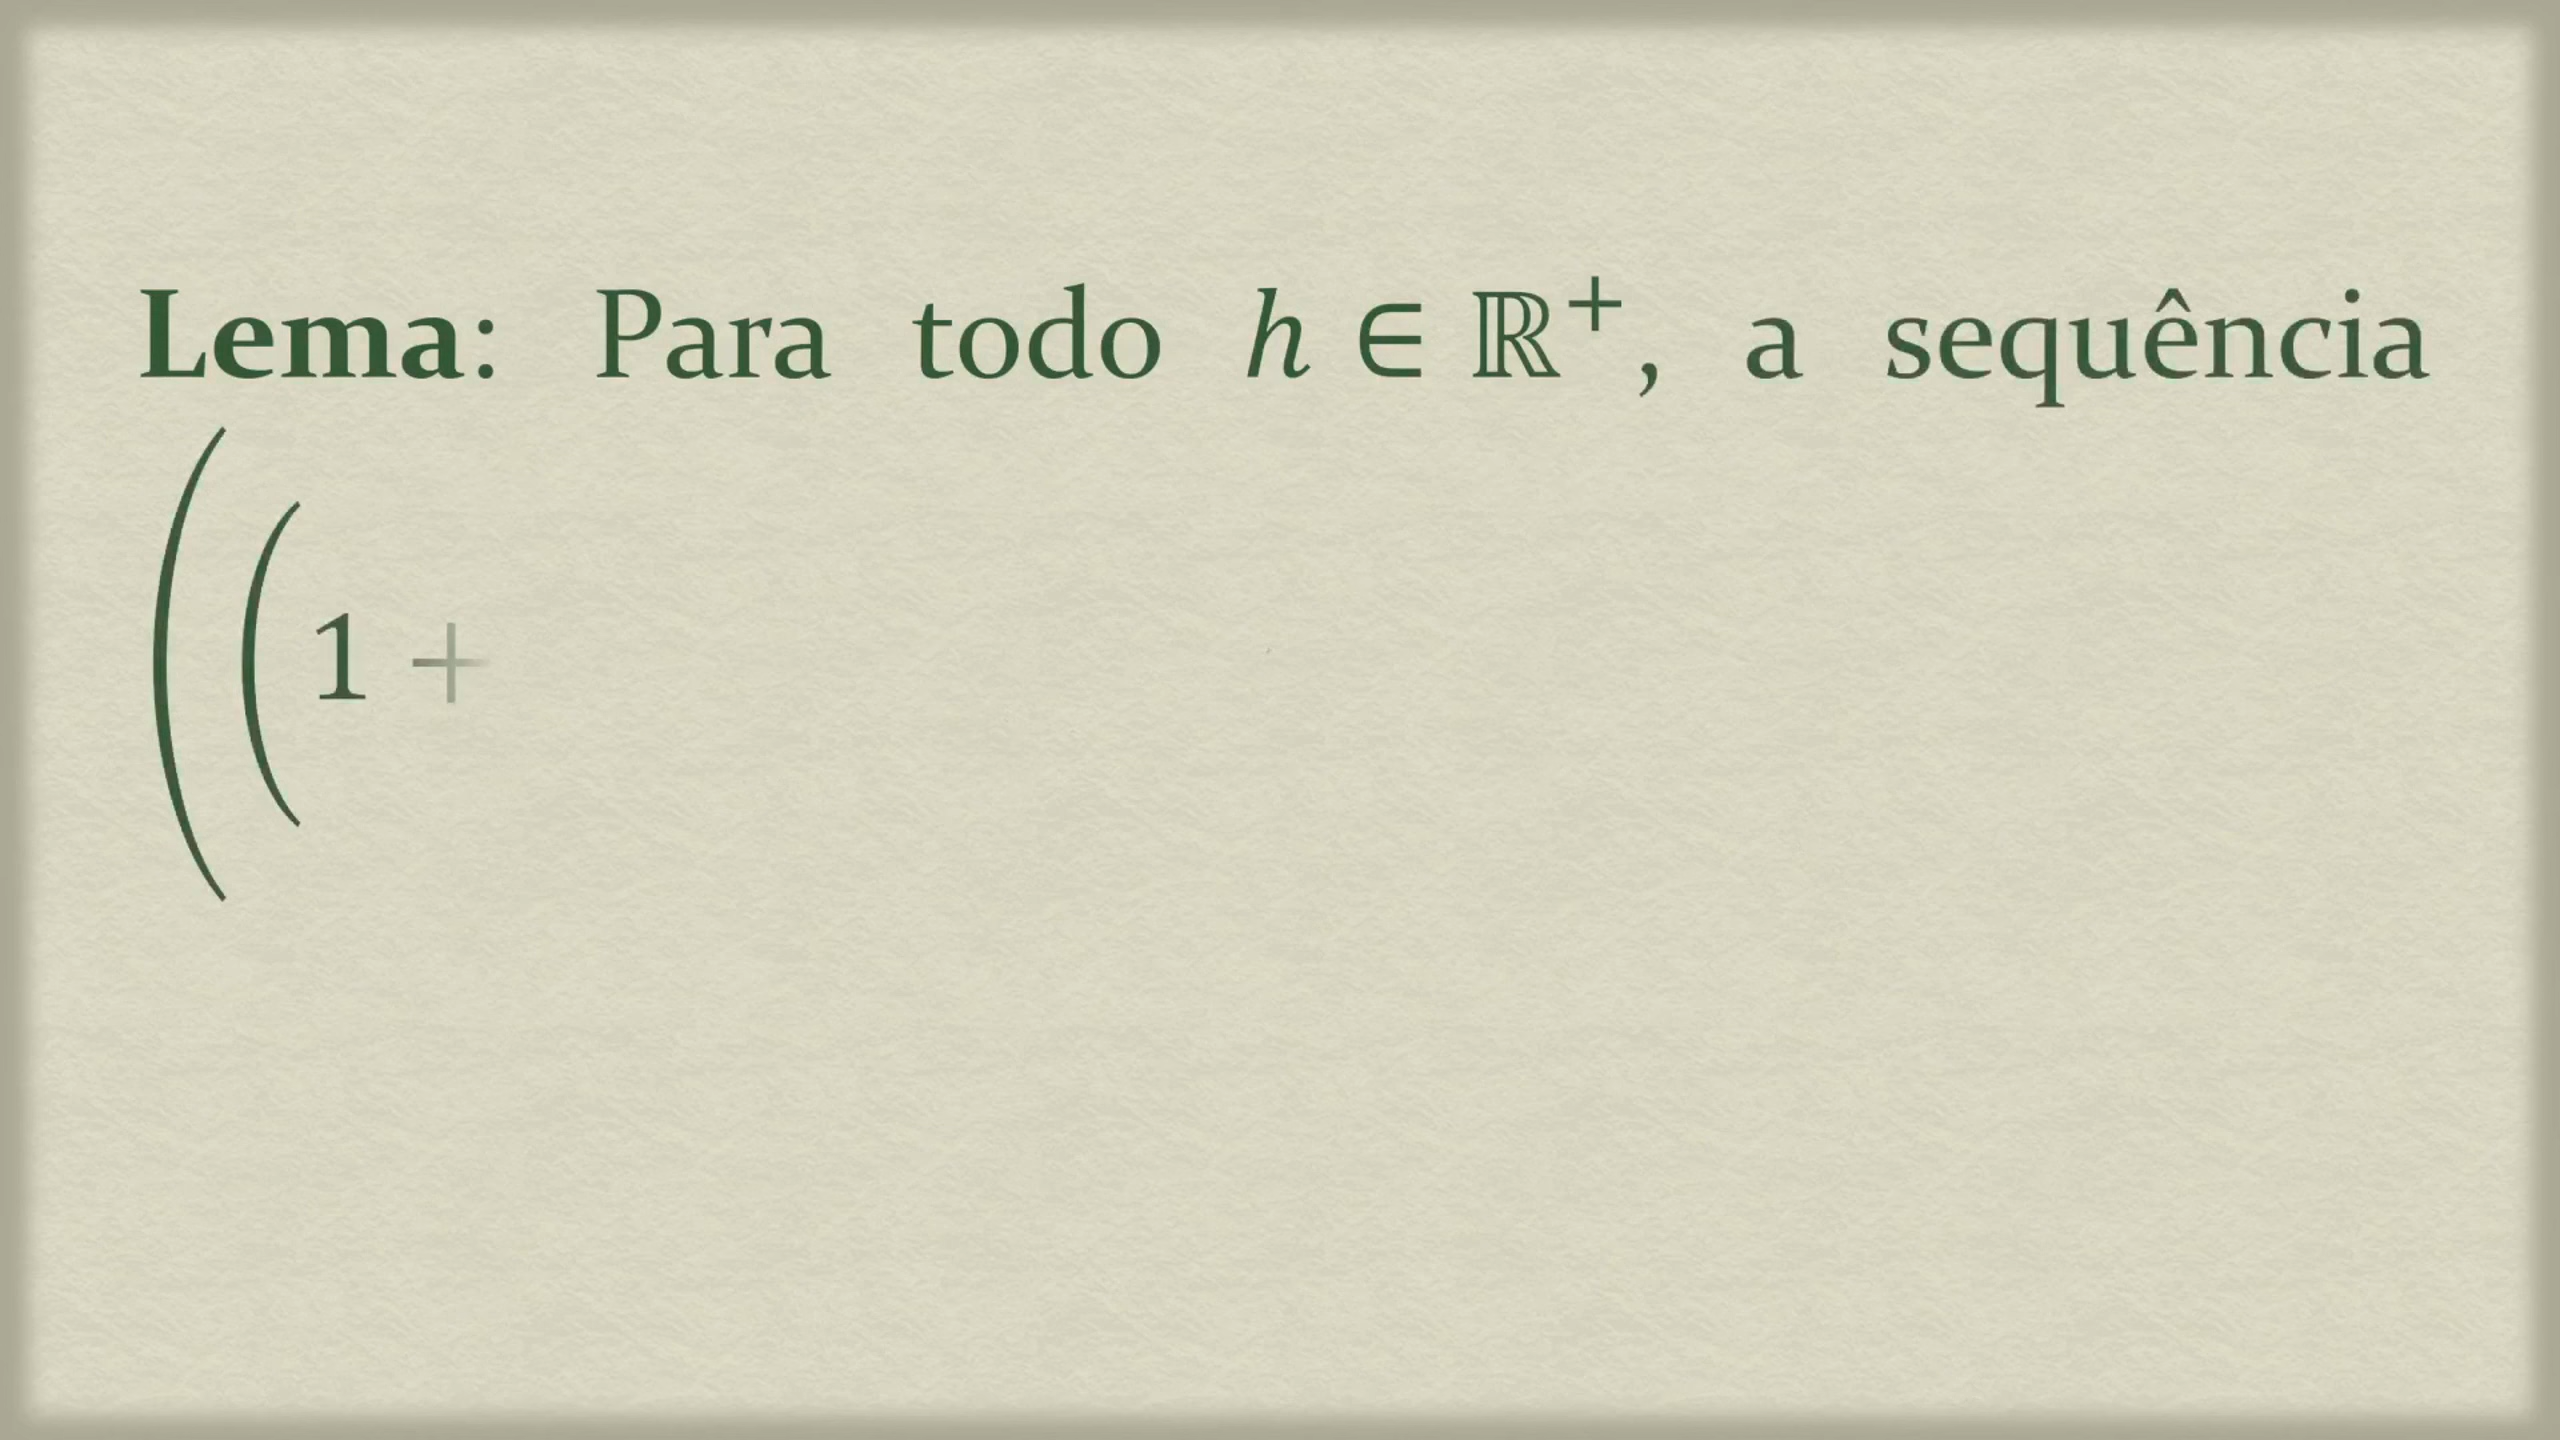 Lema: Para todo h ∈ ℝ⁺, a sequência
((1 +